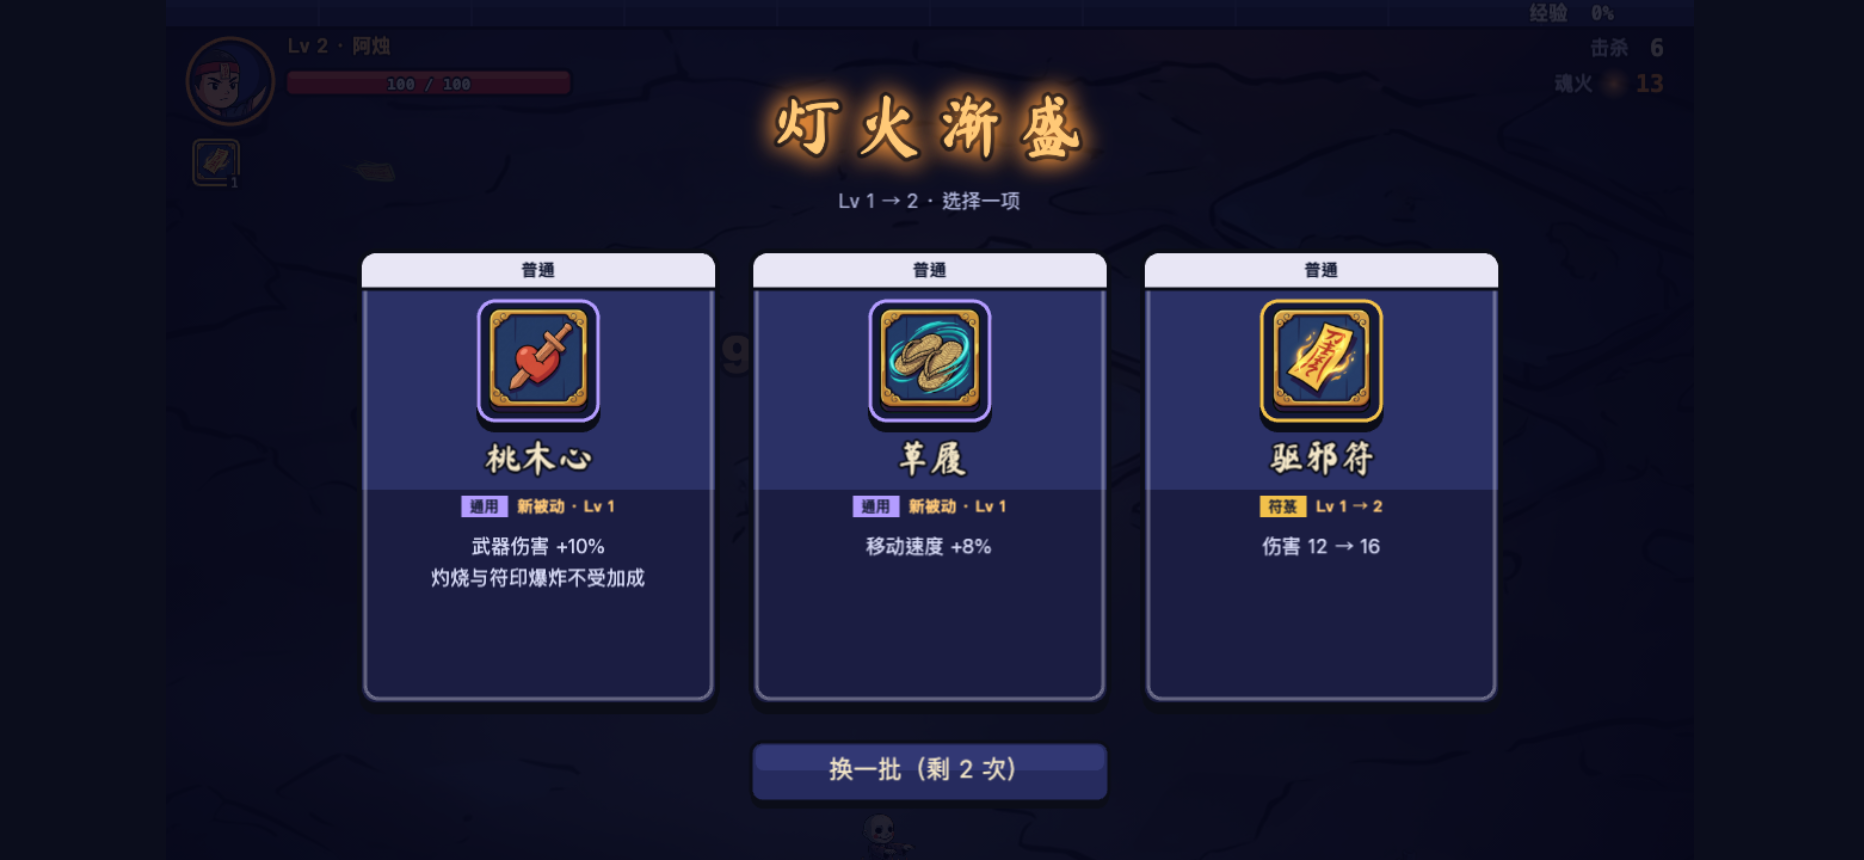 经验 0%
Lv 2 · 阿烛
击杀 6
100 / 100
魂火 13
灯火渐盛
1
Lv 1 → 2 · 选择一项
普通
普通
普通
9
桃木心
草履
驱邪符
通用 新被动 · Lv 1
通用 新被动 · Lv 1
符箓 Lv 1 → 2
武器伤害 +10%
灼烧与符印爆炸不受加成
移动速度 +8%
伤害 12 → 16
换一批（剩 2 次）